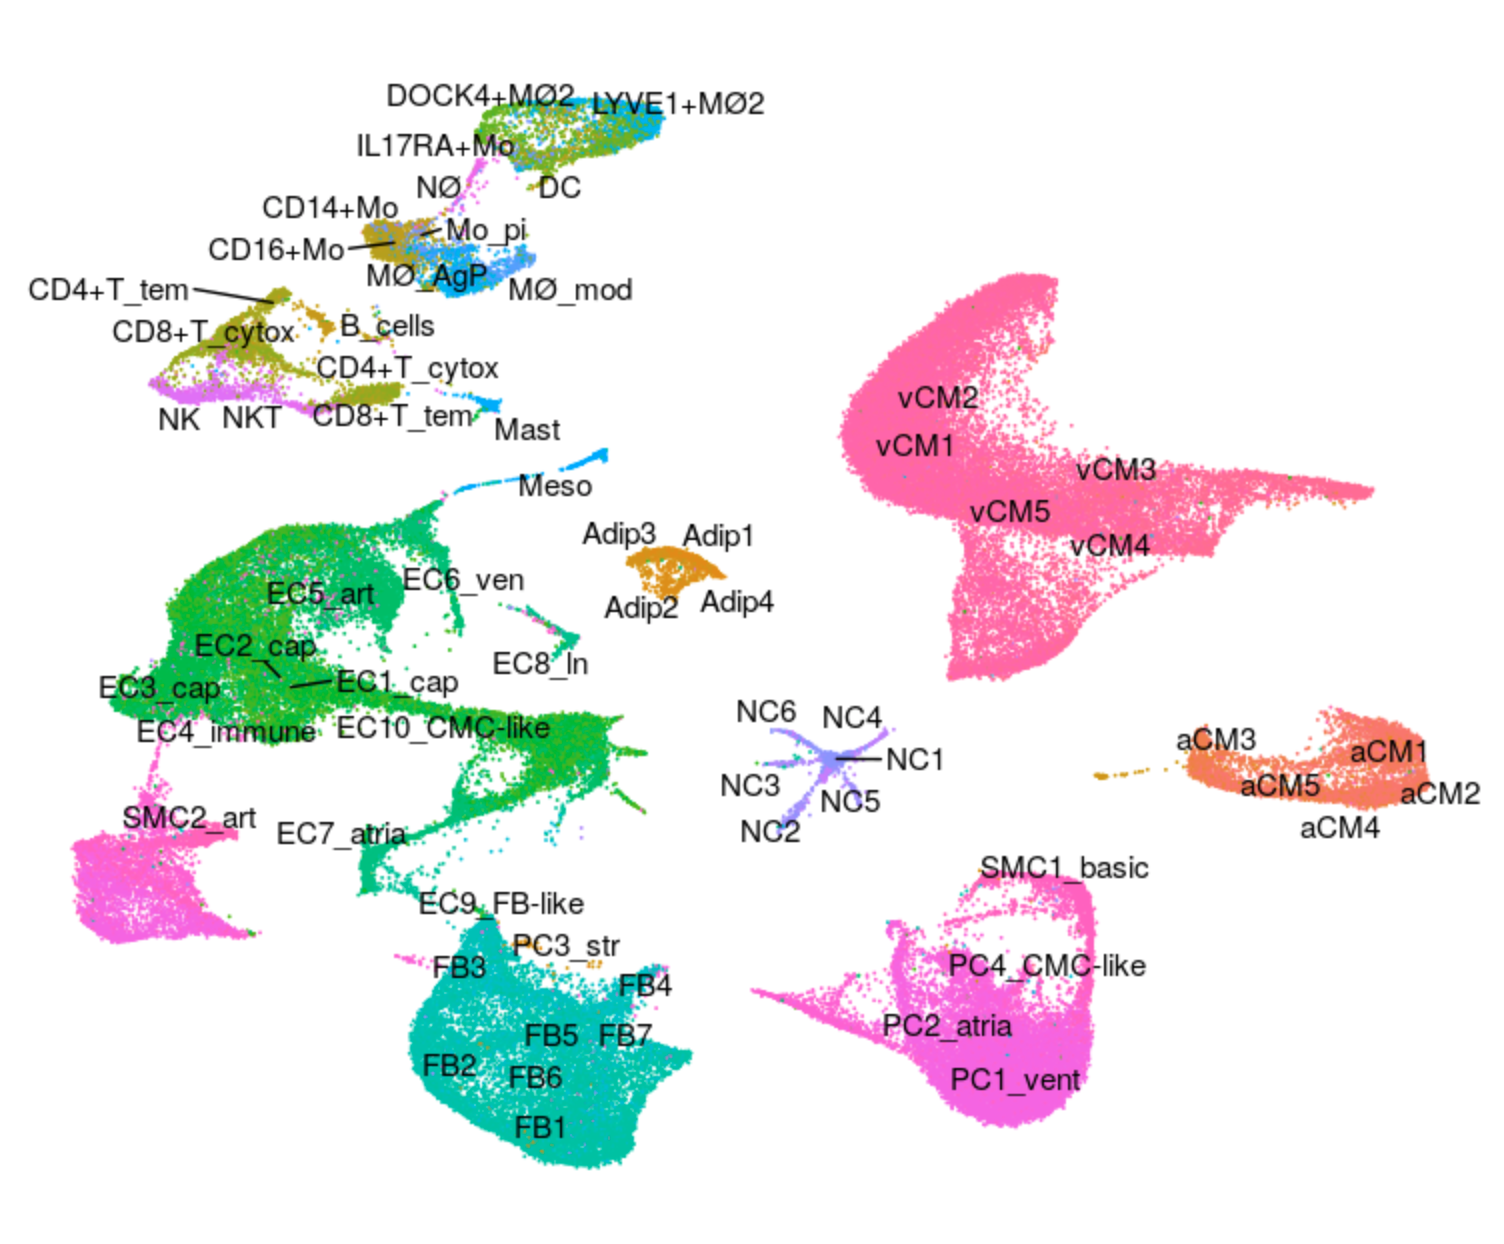 DOCK4+MØ2
LYVE1+MØ2
IL17RA+Mo
NØ
DC
CD14+Mo
Mo_pi
CD16+Mo
MØ_AgP
MØ_mod
CD4+T_tem
CD8+T_cytox
B_cells
CD4+T_cytox
NK
NKT
CD8+T_tem
Mast
Meso
vCM2
vCM1
vCM3
vCM5
vCM4
Adip3
Adip1
Adip2
Adip4
EC5_art
EC6_ven
EC2_cap
EC8_ln
EC3_cap
EC1_cap
EC4_immune
EC10_CMC-like
NC6
NC4
NC1
NC3
NC5
NC2
aCM3
aCM1
aCM5
aCM2
aCM4
SMC2_art
EC7_atria
SMC1_basic
EC9_FB-like
PC3_str
FB3
FB4
PC4_CMC-like
FB5
FB7
PC2_atria
FB2
FB6
PC1_vent
FB1